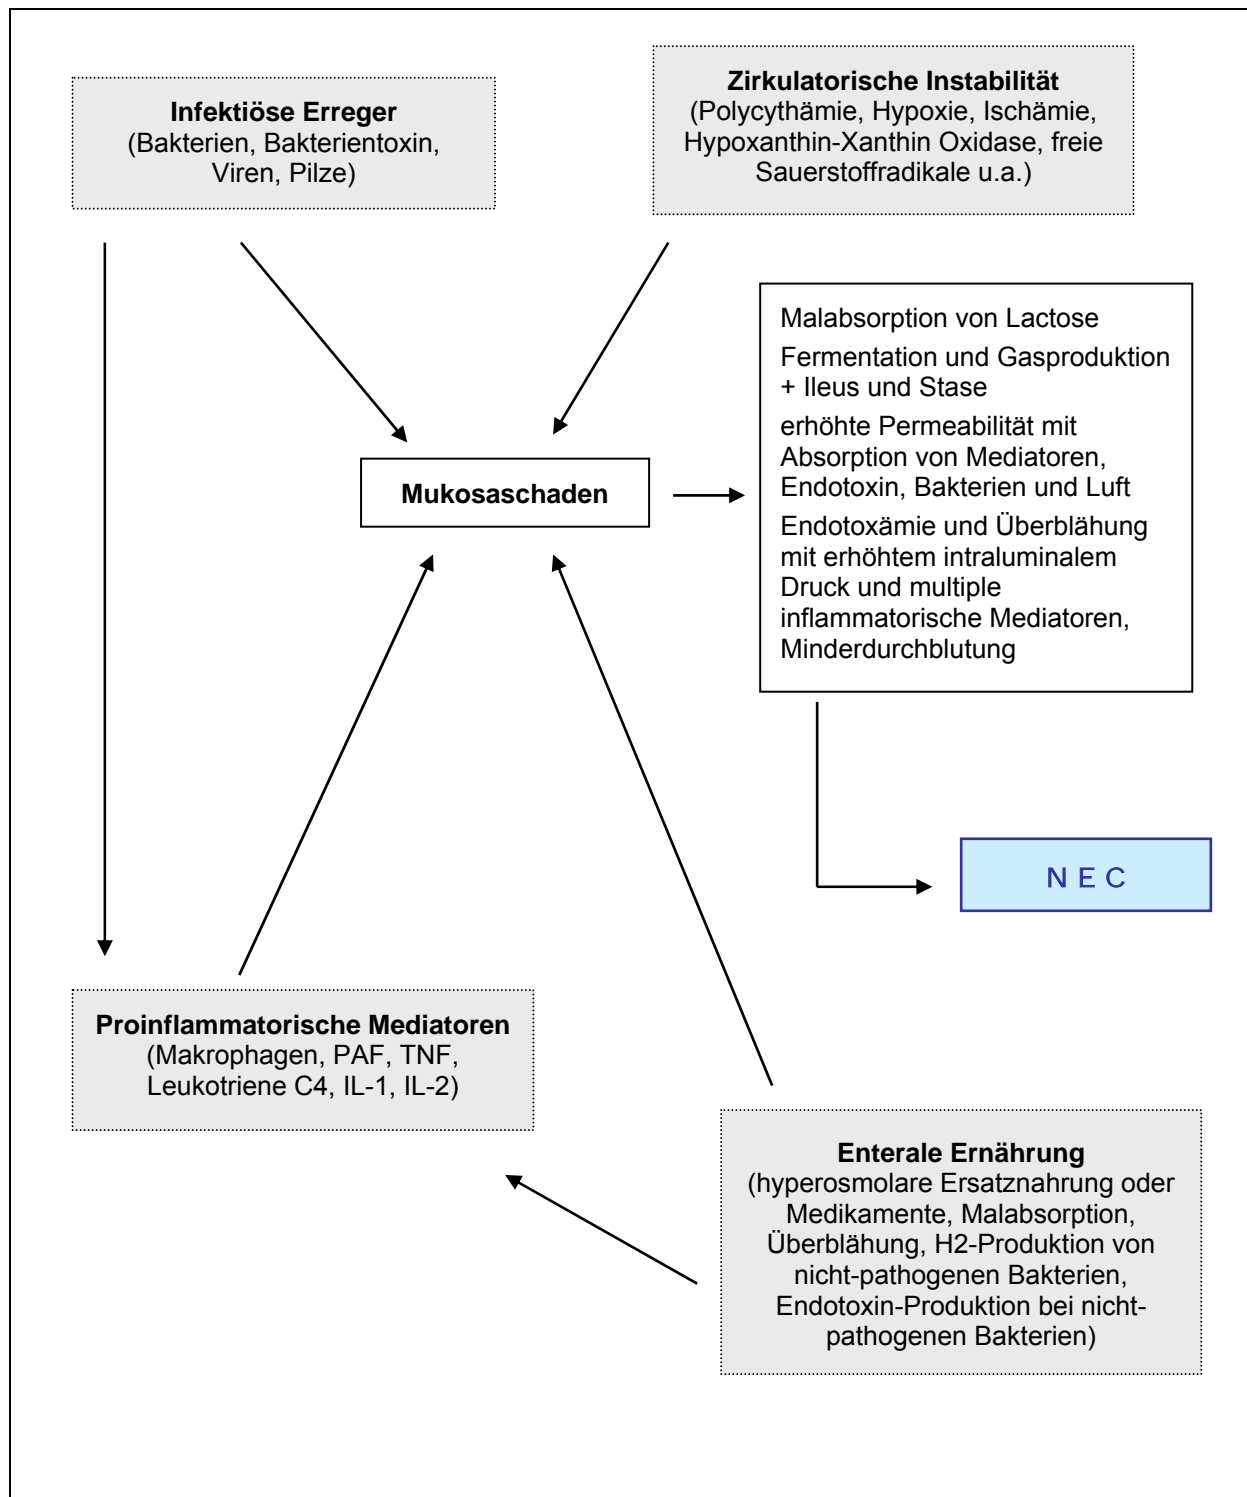 Infektiöse Erreger
(Bakterien, Bakterientoxin,
Viren, Pilze)
Zirkulatorische Instabilität
(Polycythämie, Hypoxie, Ischämie,
Hypoxanthin-Xanthin Oxidase, freie
Sauerstoffradikale u.a.)
Malabsorption von Lactose
Fermentation und Gasproduktion
+ Ileus und Stase
erhöhte Permeabilität mit
Absorption von Mediatoren,
Endotoxin, Bakterien und Luft
Endotoxämie und Überblähung
mit erhöhtem intraluminalem
Druck und multiple
inflammatorische Mediatoren,
Minderdurchblutung
Mukosaschaden
N E C
Proinflammatorische Mediatoren
(Makrophagen, PAF, TNF,
Leukotriene C4, IL-1, IL-2)
Enterale Ernährung
(hyperosmolare Ersatznahrung oder
Medikamente, Malabsorption,
Überblähung, H2-Produktion von
nicht-pathogenen Bakterien,
Endotoxin-Produktion bei nicht-
pathogenen Bakterien)